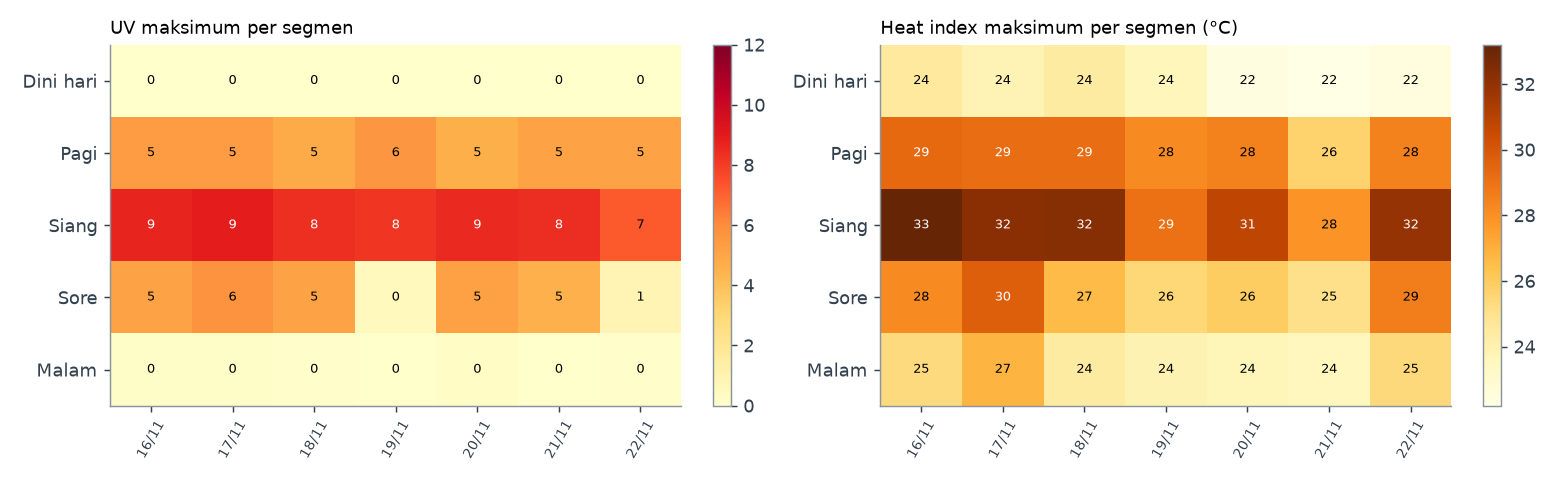 UV maksimum per segmen
Dini hari 0 0 0 0 0 0 0
Pagi 5 5 5 6 5 5 5
Siang 9 9 8 8 9 8 7
Sore 5 6 5 0 5 5 1
Malam 0 0 0 0 0 0 0
16/11 17/11 18/11 19/11 20/11 21/11 22/11
12
10
8
6
4
2
0
Heat index maksimum per segmen (°C)
Dini hari 24 24 24 24 22 22 22
Pagi 29 29 29 28 28 26 28
Siang 33 32 32 29 31 28 32
Sore 28 30 27 26 26 25 29
Malam 25 27 24 24 24 24 25
16/11 17/11 18/11 19/11 20/11 21/11 22/11
32
30
28
26
24